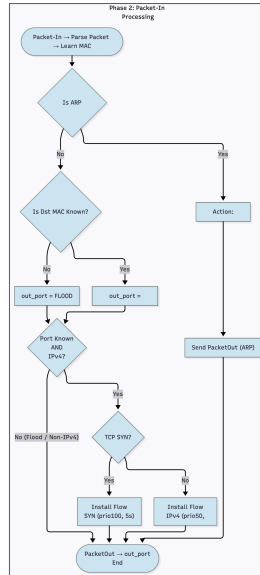 Phase 2: Packet-In
Processing
Packet-In → Parse Packet
→ Learn MAC
Is ARP
No
Yes
Is Dst MAC Known?
Action:
No
Yes
out_port = FLOOD
out_port =
Port Known
AND
IPv4?
Send PacketOut (ARP)
Yes
No (Flood / Non-IPv4)
TCP SYN?
Yes
No
Install Flow
SYN (prio100, 5s)
Install Flow
IPv4 (prio50,
PacketOut → out_port
End